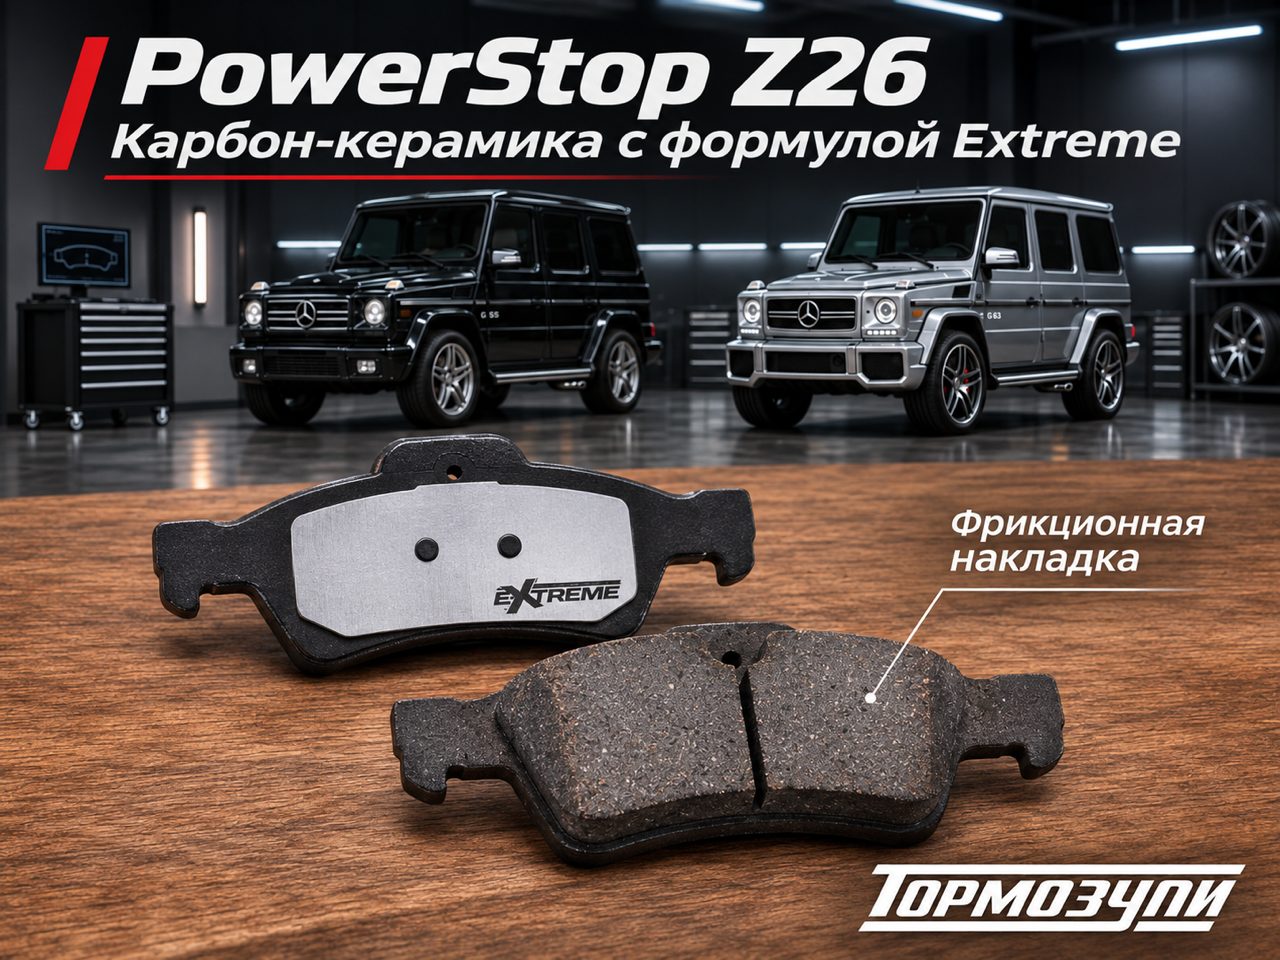 PowerStop Z26
Карбон-керамика с формулой Extreme
G 55
G 63
EXTREME
Фрикционная
накладка
ТОРМОЗУПИ